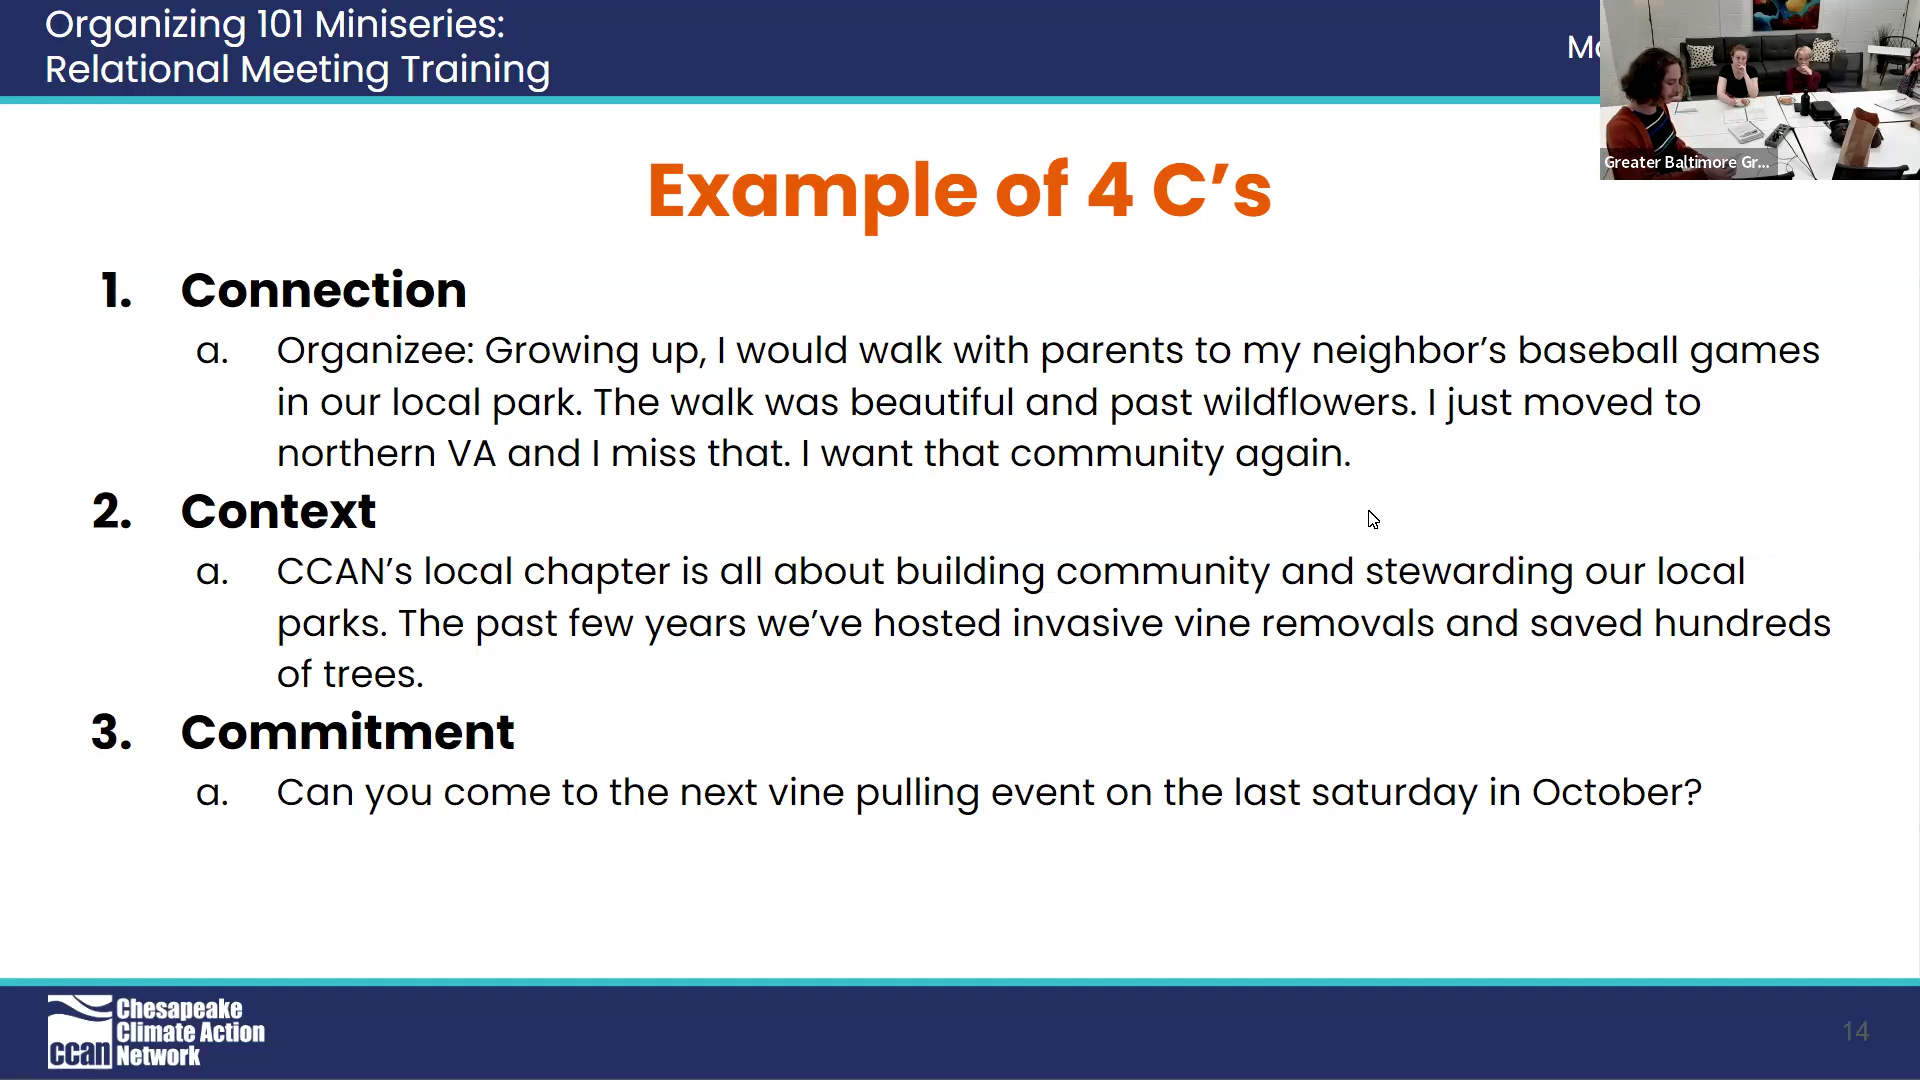 Organizing 101 Miniseries:
Relational Meeting Training
Greater Baltimore Gr...
Example of 4 C’s
1. Connection
a. Organizee: Growing up, I would walk with parents to my neighbor’s baseball games
in our local park. The walk was beautiful and past wildflowers. I just moved to
northern VA and I miss that. I want that community again.
2. Context
a. CCAN’s local chapter is all about building community and stewarding our local
parks. The past few years we’ve hosted invasive vine removals and saved hundreds
of trees.
3. Commitment
a. Can you come to the next vine pulling event on the last saturday in October?
ccan
Chesapeake
Climate Action
Network
14